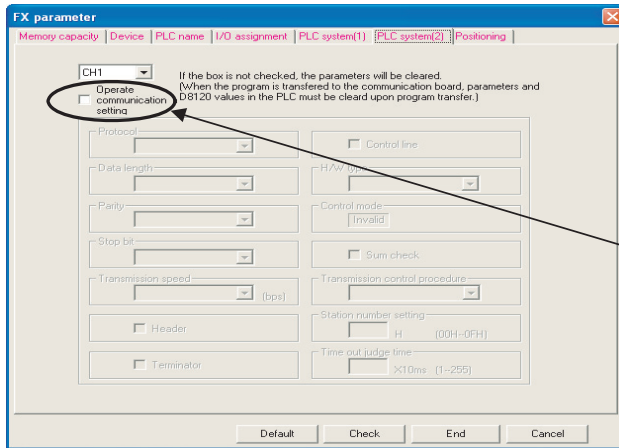 FX parameter
Memory capacity Device PLC name I/O assignment PLC system(1) PLC system(2) Positioning
CH1
If the box is not checked, the parameters will be cleared.
(When the program is transfered to the communication board, parameters and
D8120 values in the PLC must be cleard upon program transfer.)
Operate
communication
setting
Protocol
Control line
Data length
H/W type
Parity
Control mode
Invalid
Stop bit
Sum check
Transmission speed
(bps)
Transmission control procedure
Header
Station number setting
H (00H--0FH)
Terminator
Time out judge time
X10ms (1--255)
Default Check End Cancel